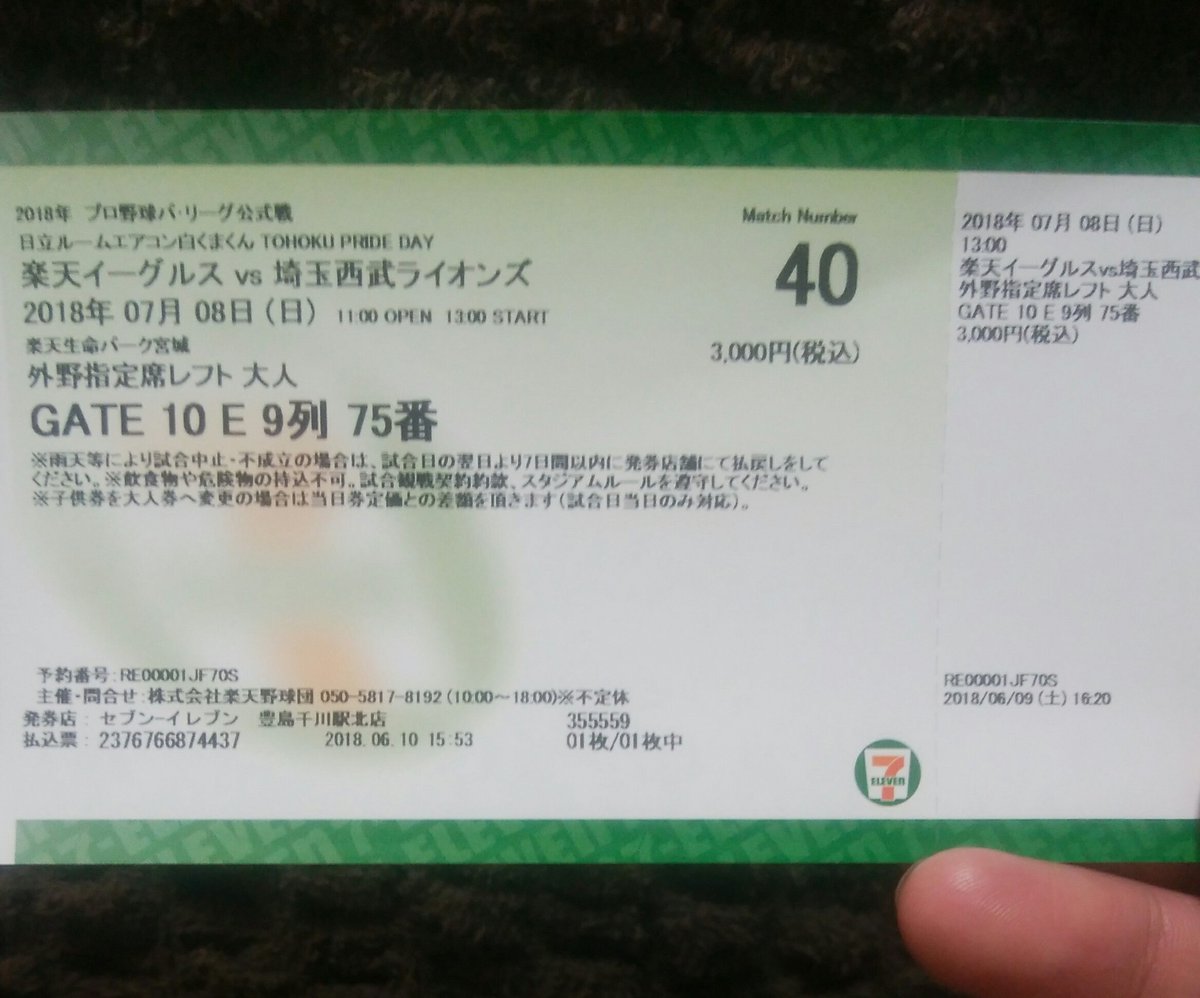 7-ELEVEN 7-ELEVEN
2018年 プロ野球パ・リーグ公式戦
日立ルームエアコン白くまくん TOHOKU PRIDE DAY
楽天イーグルス vs 埼玉西武ライオンズ
2018年 07月 08日(日) 11:00 OPEN 13:00 START
楽天生命パーク宮城
外野指定席レフト 大人
GATE 10 E 9列 75番
※雨天等により試合中止・不成立の場合は、試合日の翌日より7日間以内に発券店舗にて払戻しをして
ください。※飲食物や危険物の持込不可。試合観戦契約約款、スタジアムルールを遵守してください。
※子供券を大人券へ変更の場合は当日券定価との差額を頂きます(試合日当日のみ対応)。
Match Number
40
3,000円(税込)
予約番号:RE00001JF70S
主催・問合せ:株式会社楽天野球団 050-5817-8192(10:00~18:00)※不定休
発券店: セブン-イレブン 豊島千川駅北店 355559
払込票: 2376766874437 2018.06.10 15:53 01枚/01枚中
7 ELEVEN
2018年 07月 08日(日)
13:00
楽天イーグルスvs埼玉西武
外野指定席レフト 大人
GATE 10 E 9列 75番
3,000円(税込)
RE00001JF70S
2018/06/09(土)16:20
7-ELEVEN 7-ELEVEN